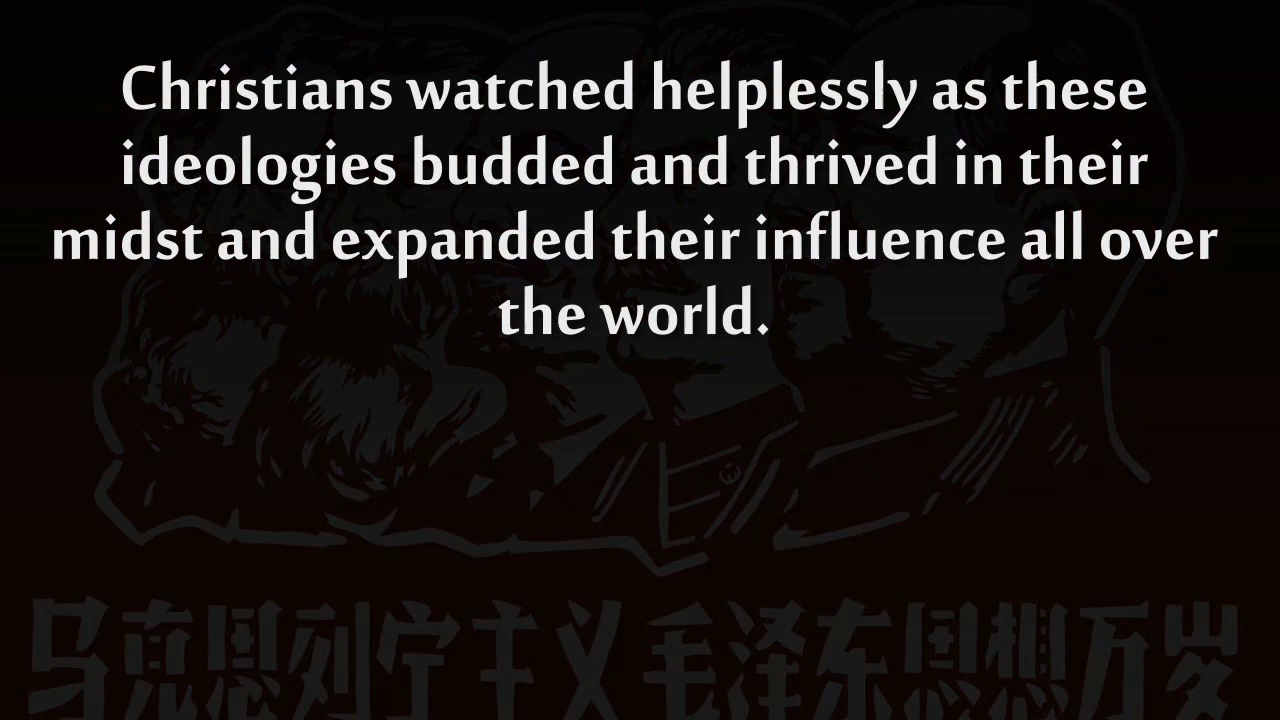 Christians watched helplessly as these
ideologies budded and thrived in their
midst and expanded their influence all over
the world.
马克思列宁主义毛泽东思想万岁